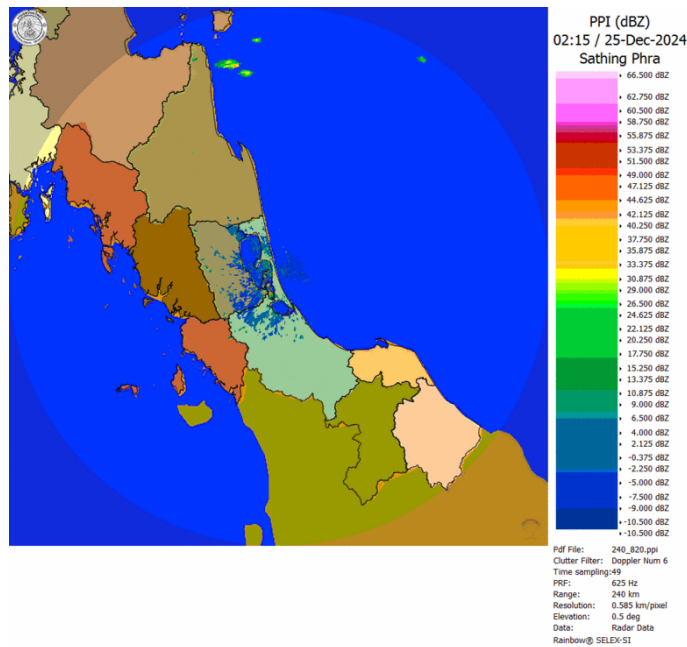 PPI (dBZ)
02:15 / 25-Dec-2024
Sathing Phra
66.500 dBZ
62.750 dBZ
60.500 dBZ
58.750 dBZ
55.875 dBZ
53.375 dBZ
51.500 dBZ
49.000 dBZ
47.125 dBZ
44.625 dBZ
42.125 dBZ
40.250 dBZ
37.750 dBZ
35.875 dBZ
33.375 dBZ
30.875 dBZ
29.000 dBZ
26.500 dBZ
24.625 dBZ
22.125 dBZ
20.250 dBZ
17.750 dBZ
15.250 dBZ
13.375 dBZ
10.875 dBZ
9.000 dBZ
6.500 dBZ
4.000 dBZ
2.125 dBZ
-0.375 dBZ
-2.250 dBZ
-5.000 dBZ
-7.500 dBZ
-9.000 dBZ
-10.500 dBZ
-10.500 dBZ
Pdf File: 240_820.ppi
Clutter Filter: Doppler Num 6
Time sampling:49
PRF: 625 Hz
Range: 240 km
Resolution: 0.585 km/pixel
Elevation: 0.5 deg
Data: Radar Data
Rainbow® SELEX-SI